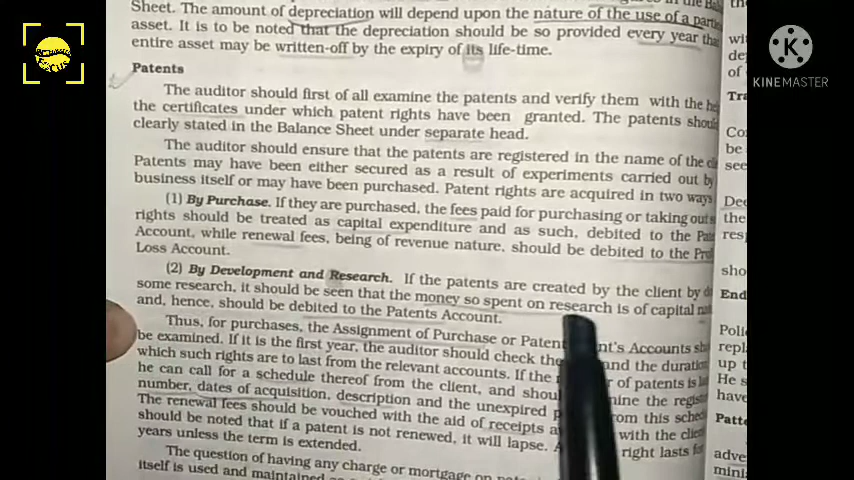 Sheet. The amount of depreciation will depend upon the nature of the use of a
asset. It is to be noted that the depreciation should be so provided every year
entire asset may be written-off by the expiry of its life-time.
Patents
The auditor should first of all examine the patents and verify them with the
the certificates under which patent rights have been granted. The patents
clearly stated in the Balance Sheet under separate head.
The auditor should ensure that the patents are registered in the name of the
Patents may have been either secured as a result of experiments carried out by
business itself or may have been purchased. Patent rights are acquired in two ways
(1) By Purchase. If they are purchased, the fees paid for purchasing or taking out
rights should be treated as capital expenditure and as such, debited to the
Account, while renewal fees, being of revenue nature, should be debited to the
Loss Account.
(2) By Development and Research. If the patents are created by the client by
some research, it should be seen that the money so spent on research is of capital
and, hence, should be debited to the Patents Account.
Thus, for purchases, the Assignment of Purchase or Accounts
be examined. If it is the first year, the auditor should check the and the
which such rights are to last from the relevant accounts. If the of patents is
he can call for a schedule thereof from the client, and the
number, dates of acquisition, description and the unexpired from this
The renewal fees should be vouched with the aid of receipts with the
should be noted that if a patent is not renewed, it will lapse. right lasts
years unless the term is extended.
The question of having any charge or mortgage on
itself is used and
KINEMASTER